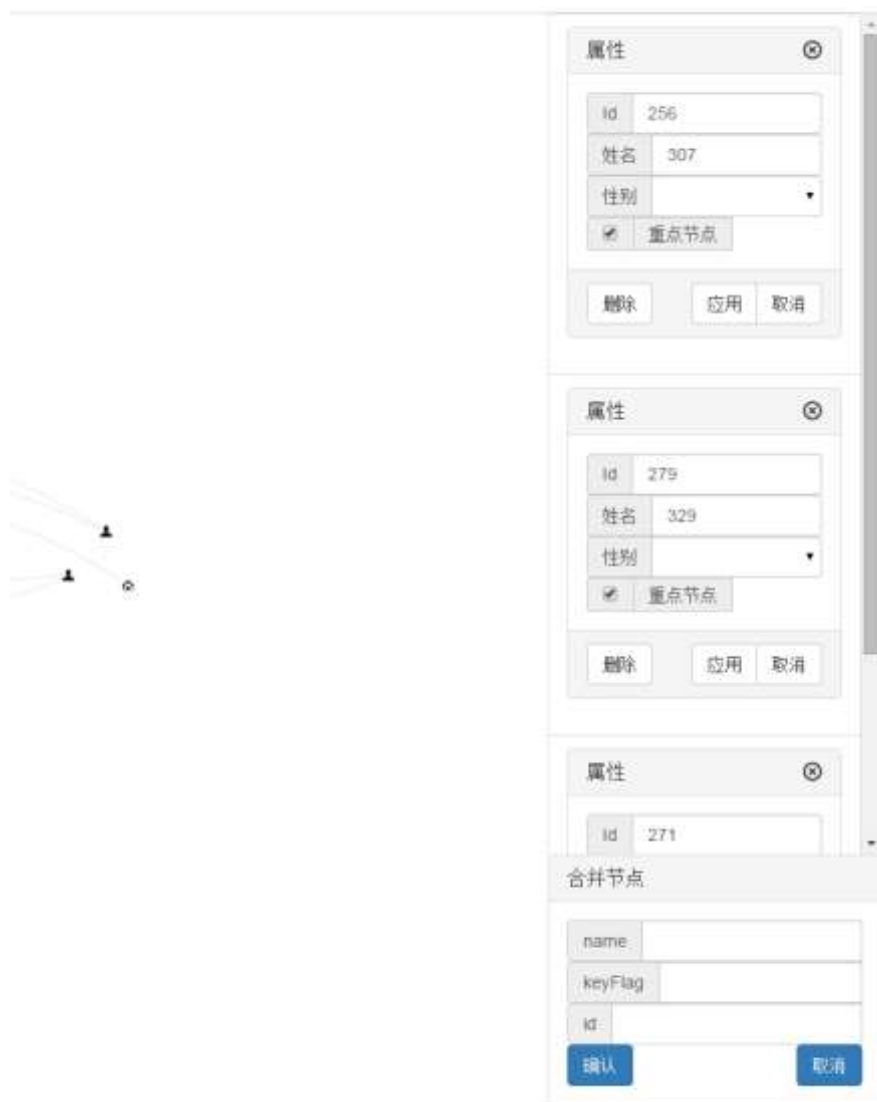 属性
Id 256
姓名 307
性别
重点节点
删除 应用 取消
属性
Id 279
姓名 329
性别
重点节点
删除 应用 取消
属性
Id 271
合并节点
name
keyFlag
id
确认 取消